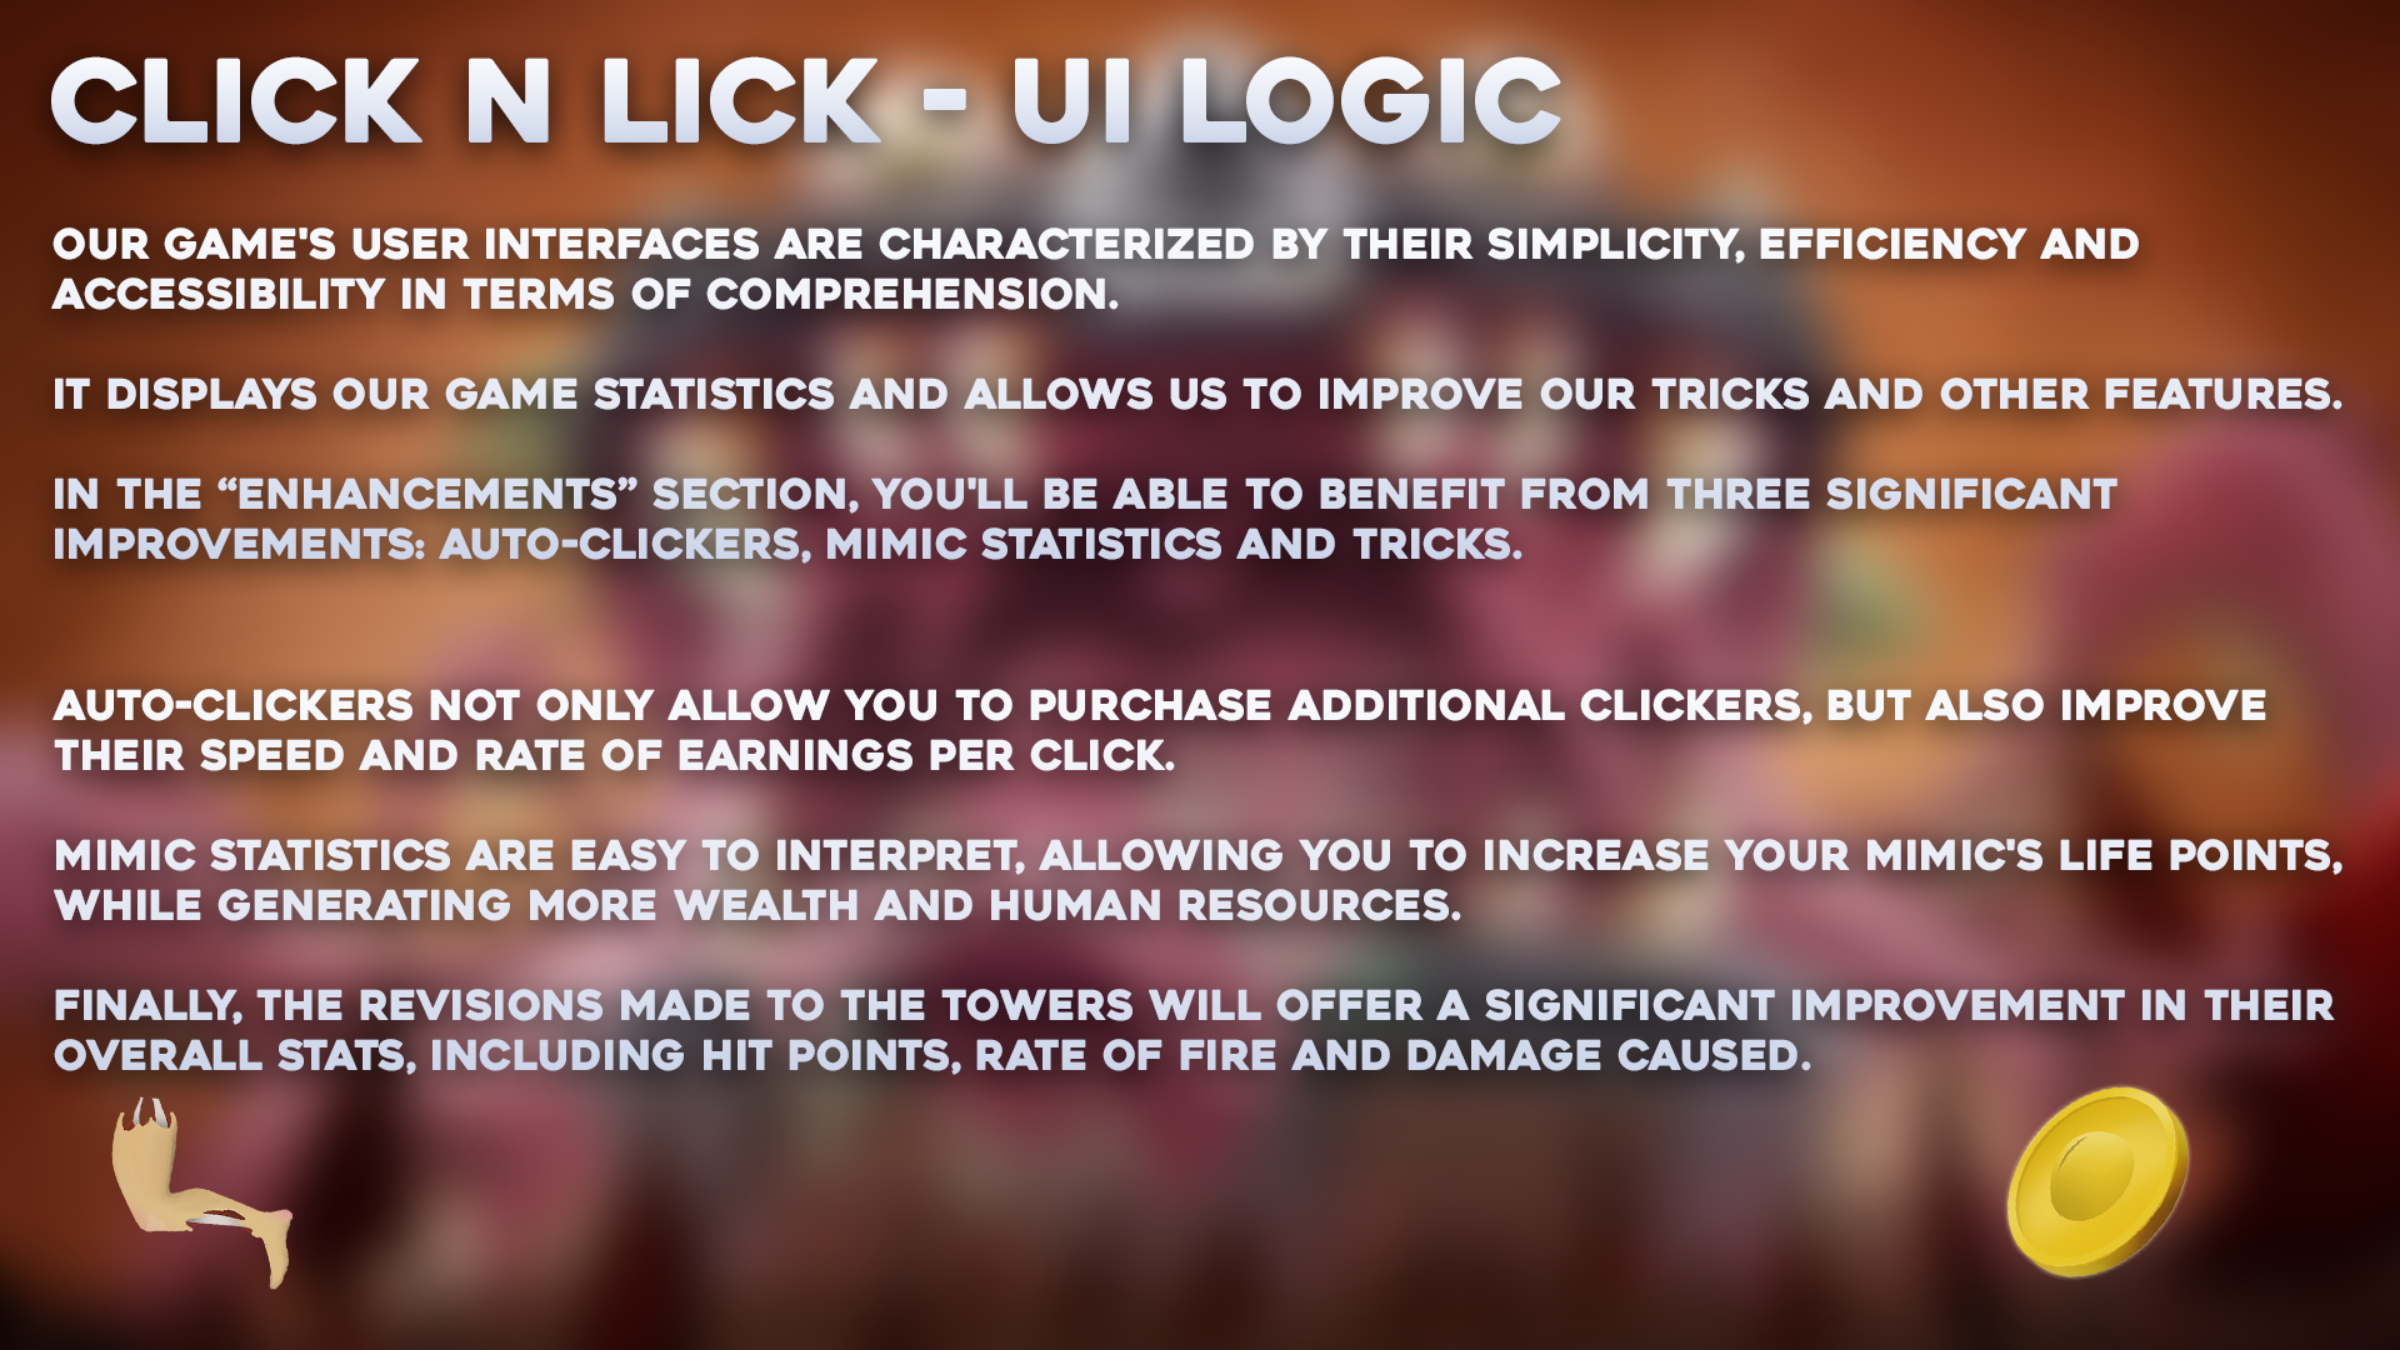 CLICK N LICK - UI LOGIC
OUR GAME'S USER INTERFACES ARE CHARACTERIZED BY THEIR SIMPLICITY, EFFICIENCY AND
ACCESSIBILITY IN TERMS OF COMPREHENSION.
IT DISPLAYS OUR GAME STATISTICS AND ALLOWS US TO IMPROVE OUR TRICKS AND OTHER FEATURES.
IN THE “ENHANCEMENTS” SECTION, YOU'LL BE ABLE TO BENEFIT FROM THREE SIGNIFICANT
IMPROVEMENTS: AUTO-CLICKERS, MIMIC STATISTICS AND TRICKS.
AUTO-CLICKERS NOT ONLY ALLOW YOU TO PURCHASE ADDITIONAL CLICKERS, BUT ALSO IMPROVE
THEIR SPEED AND RATE OF EARNINGS PER CLICK.
MIMIC STATISTICS ARE EASY TO INTERPRET, ALLOWING YOU TO INCREASE YOUR MIMIC'S LIFE POINTS,
WHILE GENERATING MORE WEALTH AND HUMAN RESOURCES.
FINALLY, THE REVISIONS MADE TO THE TOWERS WILL OFFER A SIGNIFICANT IMPROVEMENT IN THEIR
OVERALL STATS, INCLUDING HIT POINTS, RATE OF FIRE AND DAMAGE CAUSED.